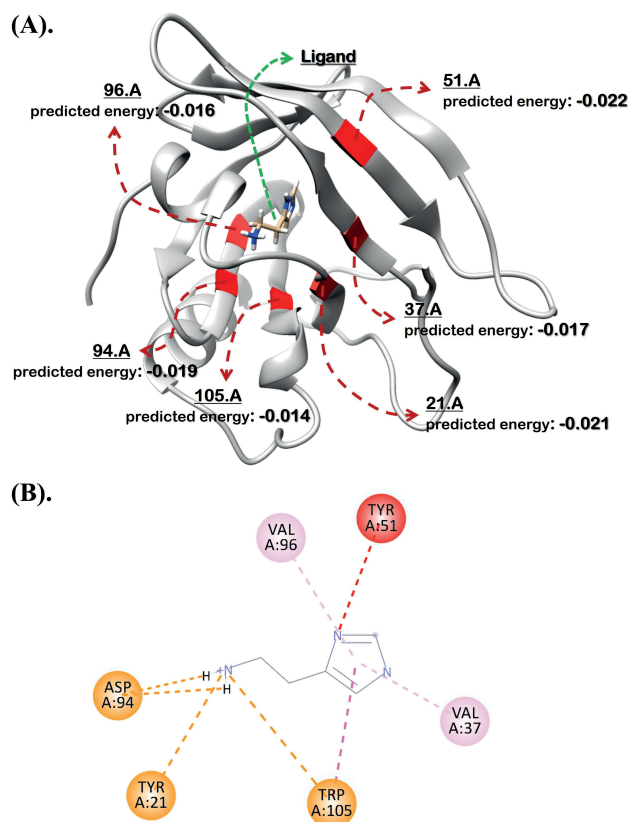 (A).
Ligand
96.A
predicted energy: -0.016
51.A
predicted energy: -0.022
37.A
predicted energy: -0.017
94.A
predicted energy: -0.019
105.A
predicted energy: -0.014
21.A
predicted energy: -0.021
(B).
VAL
A:96
TYR
A:51
N
H
+N
H
N
ASP
A:94
VAL
A:37
TYR
A:21
TRP
A:105